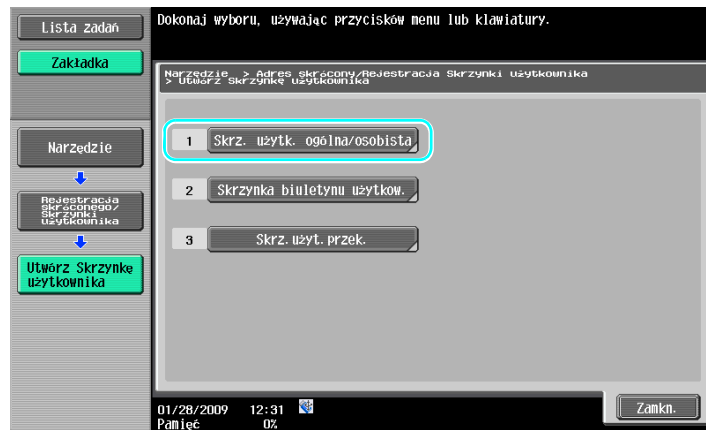 Lista zadań
Dokonaj wyboru, używając przycisków menu lub klawiatury.
Zakładka
Narzędzie > Adres skrócony/Rejestracja Skrzynki użytkownika
> Utwórz Skrzynkę użytkownika
1 Skrz. użytk. ogólna/osobista
Narzędzie
2 Skrzynka biuletynu użytkow.
Rejestracja
skróconego/
Skrzynki
użytkownika
3 Skrz.użyt.przek.
Utwórz Skrzynkę
użytkownika
01/28/2009 12:31
Pamięć 0%
Zamkn.